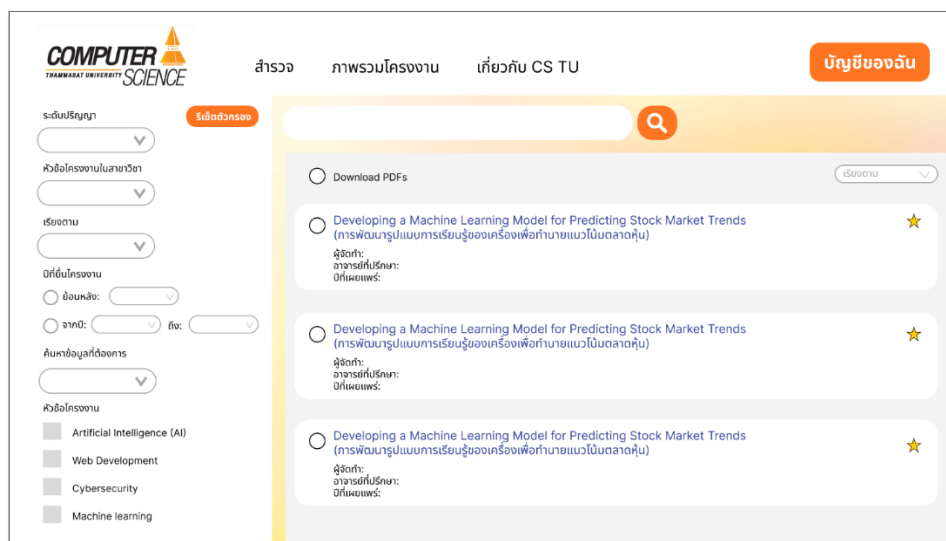 COMPUTER
THAMMASAT UNIVERSITY SCIENCE
สำรวจ ภาพรวมโครงงาน เกี่ยวกับ CS TU บัญชีของฉัน
ระดับปริญญา รีเซ็ตตัวกรอง
หัวข้อโครงงานในสาขาวิชา
เรียงตาม
ปีที่ยื่นโครงงาน
ย้อนหลัง:
จากปี: ถึง:
ค้นหาข้อมูลที่ต้องการ
หัวข้อโครงงาน
Artificial Intelligence (AI)
Web Development
Cybersecurity
Machine learning
Download PDFs เรียงตาม
Developing a Machine Learning Model for Predicting Stock Market Trends
(การพัฒนารูปแบบการเรียนรู้ของเครื่องเพื่อทำนายแนวโน้มตลาดหุ้น)
ผู้จัดทำ:
อาจารย์ที่ปรึกษา:
ปีที่เผยแพร่:
Developing a Machine Learning Model for Predicting Stock Market Trends
(การพัฒนารูปแบบการเรียนรู้ของเครื่องเพื่อทำนายแนวโน้มตลาดหุ้น)
ผู้จัดทำ:
อาจารย์ที่ปรึกษา:
ปีที่เผยแพร่:
Developing a Machine Learning Model for Predicting Stock Market Trends
(การพัฒนารูปแบบการเรียนรู้ของเครื่องเพื่อทำนายแนวโน้มตลาดหุ้น)
ผู้จัดทำ:
อาจารย์ที่ปรึกษา:
ปีที่เผยแพร่: